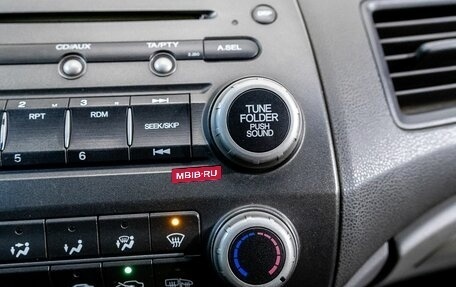 CD/AUX
TA/PTY
A.SEL
2
3
RPT
RDM
SEEK/SKIP
5
6
TUNE
FOLDER
PUSH
SOUND
MBIB.RU